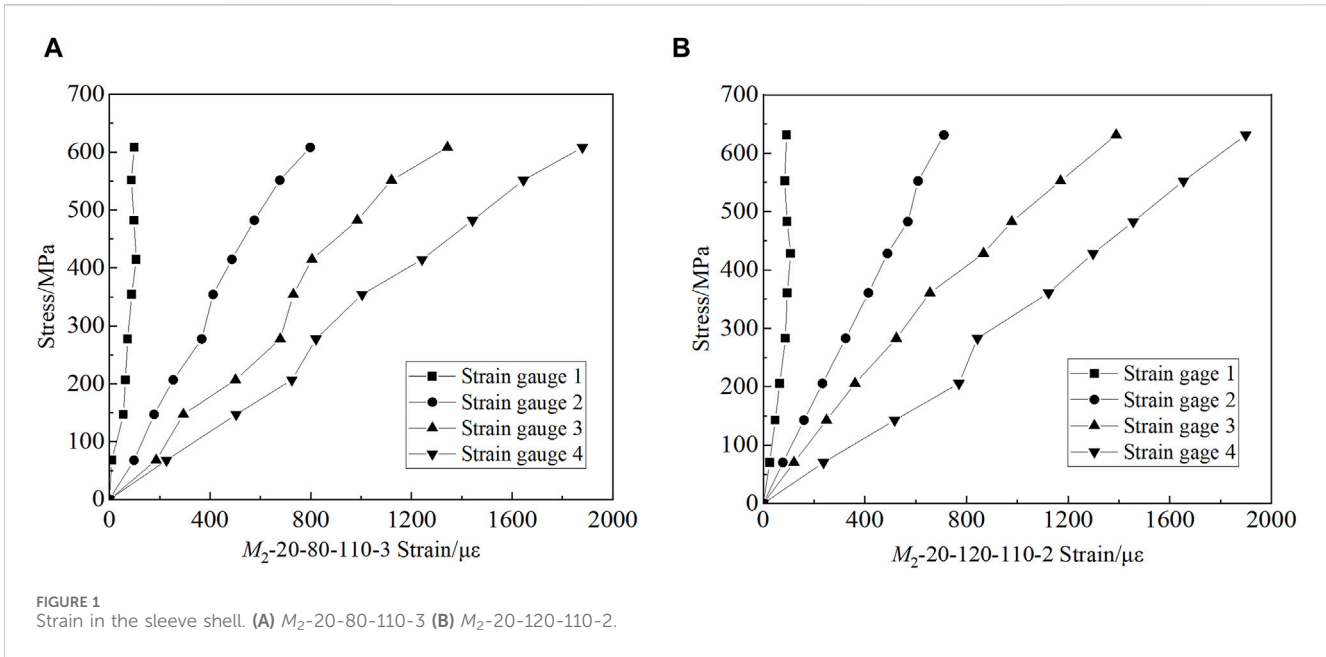 A
700
600
500
400
300
200
100
0
Stress/MPa
Strain gauge 1
Strain gauge 2
Strain gauge 3
Strain gauge 4
0 400 800 1200 1600 2000
M₂-20-80-110-3 Strain/με
B
700
600
500
400
300
200
100
0
Stress/MPa
Strain gage 1
Strain gage 2
Strain gage 3
Strain gage 4
0 400 800 1200 1600 2000
M₂-20-120-110-2 Strain/με
FIGURE 1
Strain in the sleeve shell. (A) M₂-20-80-110-3 (B) M₂-20-120-110-2.